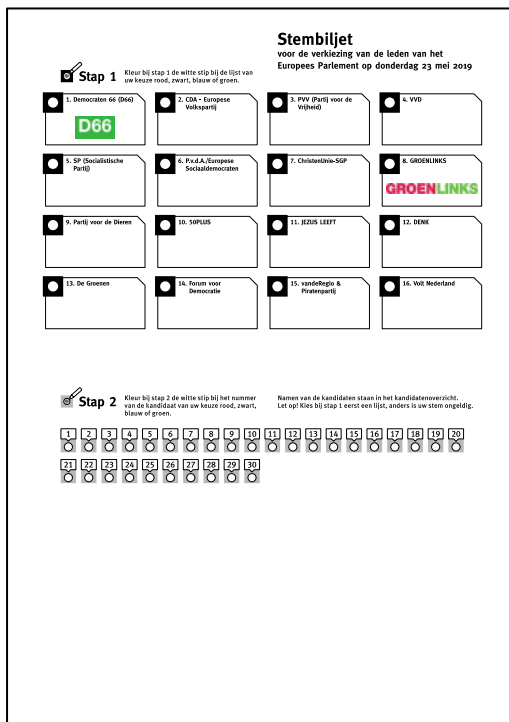 Stembiljet
voor de verkiezing van de leden van het
Europees Parlement op donderdag 23 mei 2019
Stap 1
Kleur bij stap 1 de witte stip bij de lijst van
uw keuze rood, zwart, blauw of groen.
1. Democraten 66 (D66)
D66
2. CDA - Europese
Volkspartij
3. PVV (Partij voor de
Vrijheid)
4. VVD
5. SP (Socialistische
Partij)
6. P.v.d.A./Europese
Sociaaldemocraten
7. ChristenUnie-SGP
8. GROENLINKS
GROENLINKS
9. Partij voor de Dieren
10. 50PLUS
11. JEZUS LEEFT
12. DENK
13. De Groenen
14. Forum voor
Democratie
15. vandeRegio &
Piratenpartij
16. Volt Nederland
Stap 2
Kleur bij stap 2 de witte stip bij het nummer
van de kandidaat van uw keuze rood, zwart,
blauw of groen.
Namen van de kandidaten staan in het kandidatenoverzicht.
Let op! Kies bij stap 1 eerst een lijst, anders is uw stem ongeldig.
1 2 3 4 5 6 7 8 9 10 11 12 13 14 15 16 17 18 19 20
21 22 23 24 25 26 27 28 29 30